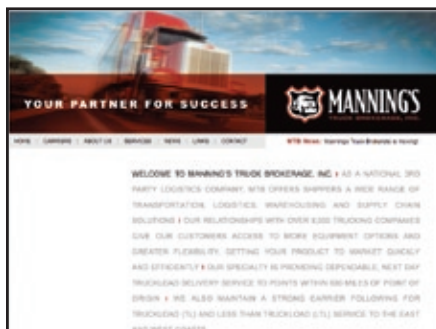 YOUR PARTNER FOR SUCCESS
MANNING'S
TRUCK BROKERAGE, INC.
HOME | CARRIERS | ABOUT US | SERVICES | NEWS | LINKS | CONTACT
MTB News: Mannings Truck Brokerage is moving!
WELCOME TO MANNING'S TRUCK BROKERAGE, INC. AS A NATIONAL 3RD
PARTY LOGISTICS COMPANY, MTB OFFERS SHIPPERS A WIDE RANGE OF
TRANSPORTATION, LOGISTICS, WAREHOUSING AND SUPPLY CHAIN
SOLUTIONS OUR RELATIONSHIPS WITH OVER TRUCKING COMPANIES
GIVE OUR CUSTOMERS ACCESS TO MORE EQUIPMENT OPTIONS AND
GREATER FLEXIBILITY, GETTING YOUR PRODUCT TO MARKET QUICKLY
AND EFFICIENTLY OUR SPECIALTY IS PROVIDING DEPENDABLE, NEXT DAY
TRUCKLOAD DELIVERY SERVICE TO POINTS WITHIN MILES OF POINT OF
ORIGIN WE ALSO MAINTAIN A STRONG CARRIER FOLLOWING FOR
TRUCKLOAD (TL) AND LESS THAN TRUCKLOAD (LTL) SERVICE TO THE EAST